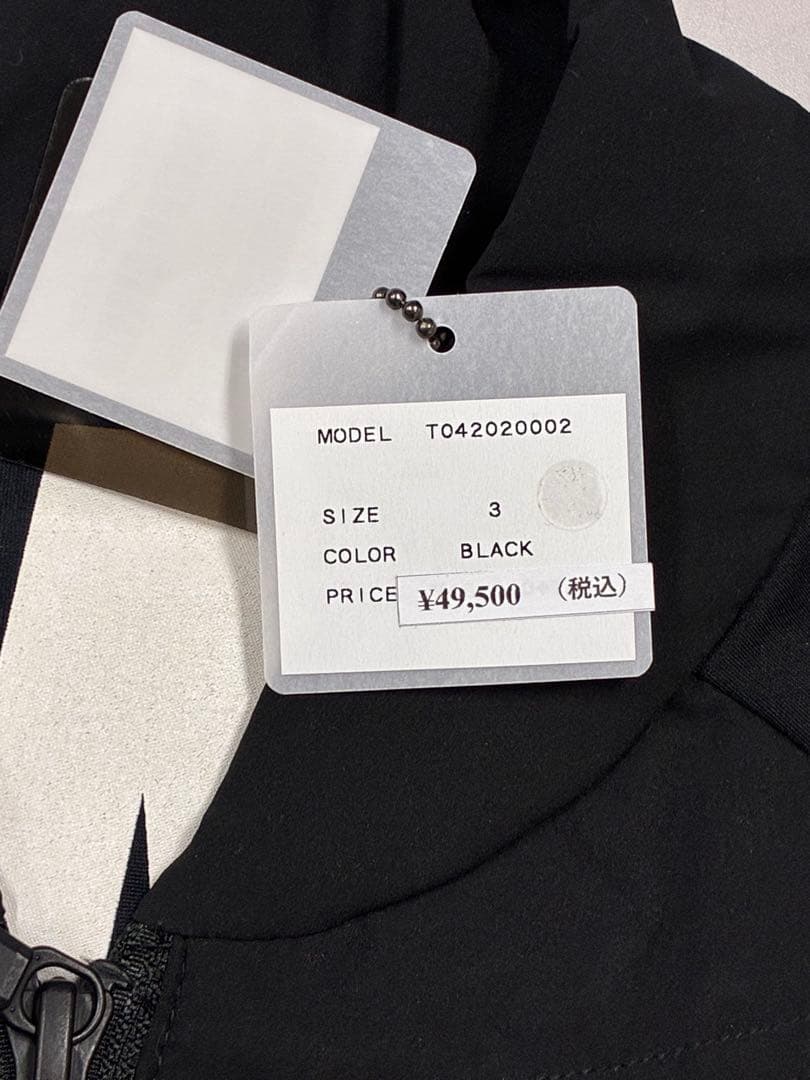 MODEL T042020002
SIZE 3
COLOR BLACK
PRICE ¥49,500 (税込)